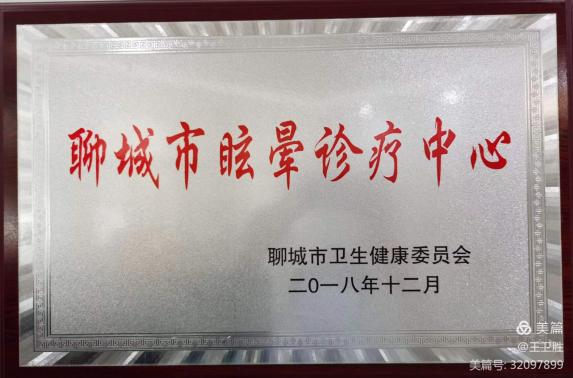 聊城市眩晕诊疗中心
聊城市卫生健康委员会
二0一八年十二月
美篇
@王卫胜
美篇号: 32097899